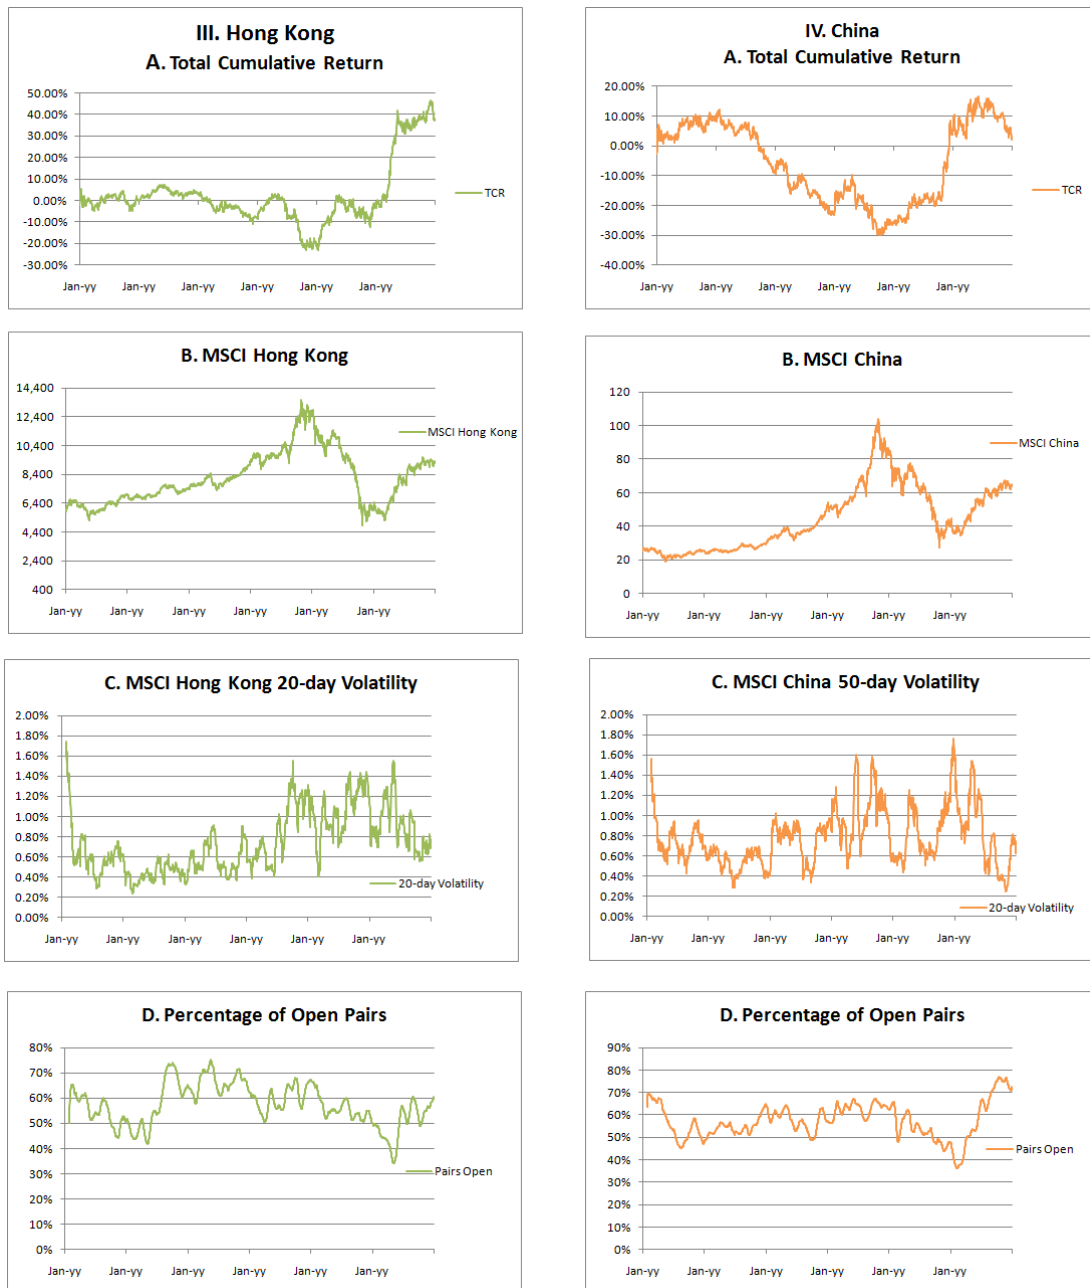 III. Hong Kong
A. Total Cumulative Return
50.00%
40.00%
30.00%
20.00%
10.00%
0.00%
-10.00%
-20.00%
-30.00%
Jan-yy Jan-yy Jan-yy Jan-yy Jan-yy Jan-yy
TCR
IV. China
A. Total Cumulative Return
20.00%
10.00%
0.00%
-10.00%
-20.00%
-30.00%
-40.00%
Jan-yy Jan-yy Jan-yy Jan-yy Jan-yy Jan-yy
TCR
B. MSCI Hong Kong
14,400
12,400
10,400
8,400
6,400
4,400
2,400
400
Jan-yy Jan-yy Jan-yy Jan-yy Jan-yy Jan-yy
MSCI Hong Kong
B. MSCI China
120
100
80
60
40
20
0
Jan-yy Jan-yy Jan-yy Jan-yy Jan-yy Jan-yy
MSCI China
C. MSCI Hong Kong 20-day Volatility
2.00%
1.80%
1.60%
1.40%
1.20%
1.00%
0.80%
0.60%
0.40%
0.20%
0.00%
Jan-yy Jan-yy Jan-yy Jan-yy Jan-yy Jan-yy
20-day Volatility
C. MSCI China 50-day Volatility
2.00%
1.80%
1.60%
1.40%
1.20%
1.00%
0.80%
0.60%
0.40%
0.20%
0.00%
Jan-yy Jan-yy Jan-yy Jan-yy Jan-yy Jan-yy
20-day Volatility
D. Percentage of Open Pairs
80%
70%
60%
50%
40%
30%
20%
10%
0%
Jan-yy Jan-yy Jan-yy Jan-yy Jan-yy Jan-yy
Pairs Open
D. Percentage of Open Pairs
90%
80%
70%
60%
50%
40%
30%
20%
10%
0%
Jan-yy Jan-yy Jan-yy Jan-yy Jan-yy Jan-yy
Pairs Open